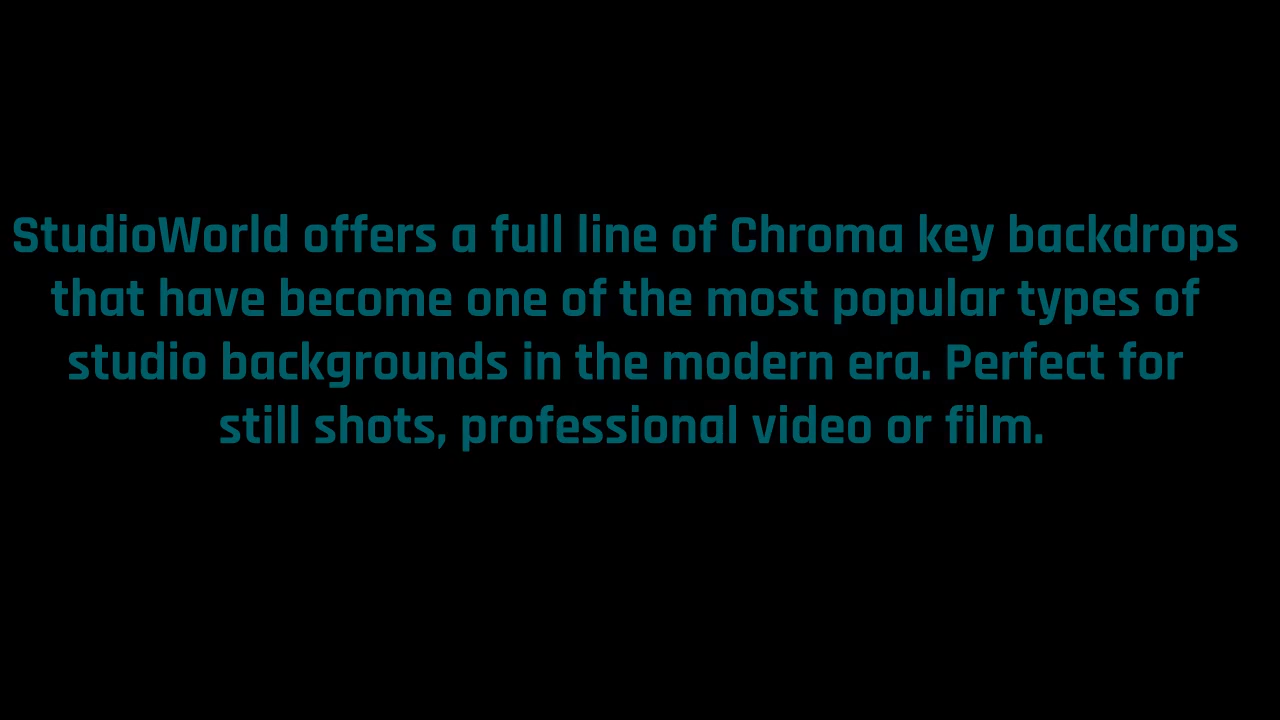 StudioWorld offers a full line of Chroma key backdrops
that have become one of the most popular types of
studio backgrounds in the modern era. Perfect for
still shots, professional video or film.